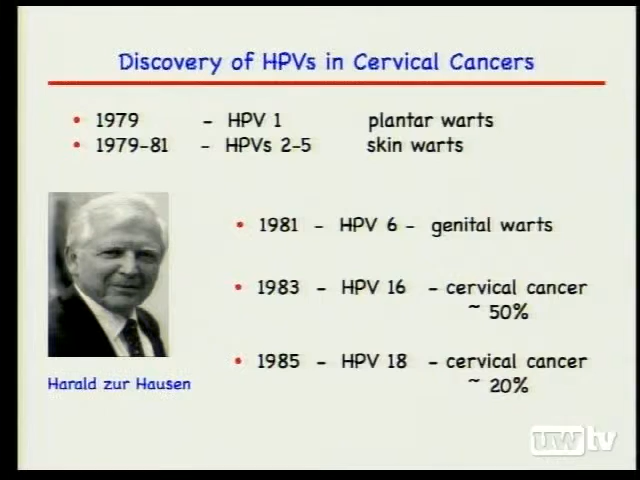 Discovery of HPVs in Cervical Cancers
• 1979 – HPV 1 plantar warts
• 1979-81 - HPVs 2-5 skin warts
• 1981 - HPV 6 - genital warts
• 1983 - HPV 16 - cervical cancer
~ 50%
• 1985 - HPV 18 - cervical cancer
~ 20%
Harald zur Hausen
uwtv